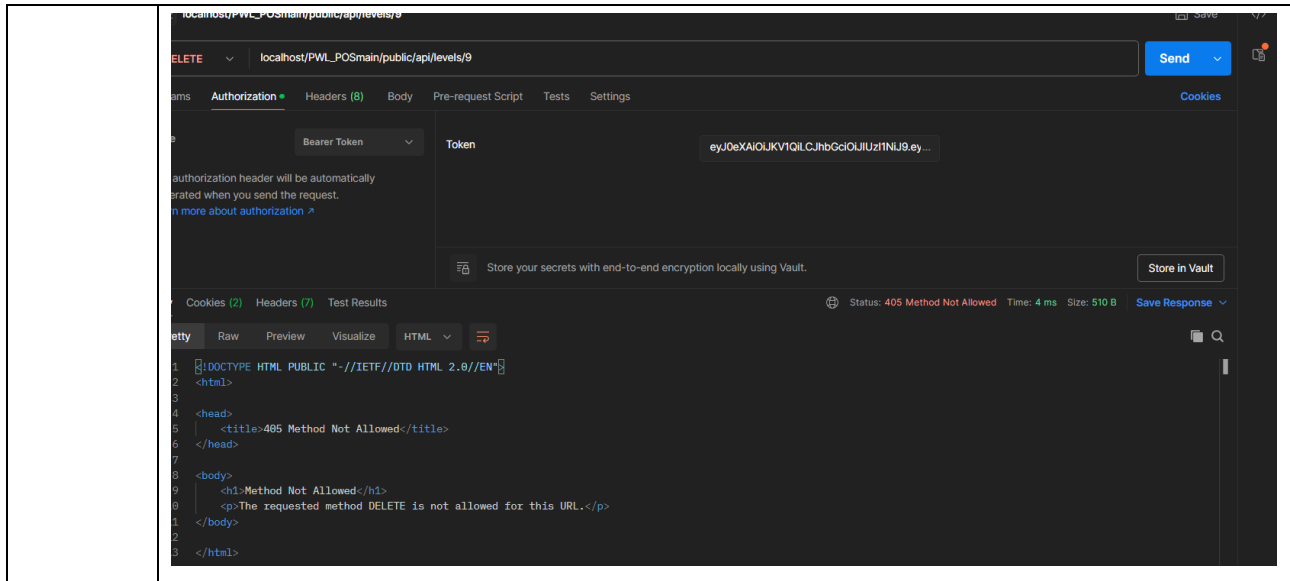 localhost/PWL_POSmain/public/api/levels/9 Save </>
ELETE localhost/PWL_POSmain/public/api/levels/9 Send
ams Authorization Headers (8) Body Pre-request Script Tests Settings Cookies
e Bearer Token Token eyJ0eXAiOiJKV1QiLCJhbGciOiJIUzI1NiJ9.ey...
authorization header will be automatically
erated when you send the request.
n more about authorization ↗
Store your secrets with end-to-end encryption locally using Vault. Store in Vault
Cookies (2) Headers (7) Test Results Status: 405 Method Not Allowed Time: 4 ms Size: 510 B Save Response
etty Raw Preview Visualize HTML
1 <!DOCTYPE HTML PUBLIC "-//IETF//DTD HTML 2.0//EN">
2 <html>
3
4 <head>
5 <title>405 Method Not Allowed</title>
6 </head>
7
8 <body>
9 <h1>Method Not Allowed</h1>
0 <p>The requested method DELETE is not allowed for this URL.</p>
1 </body>
2
3 </html>